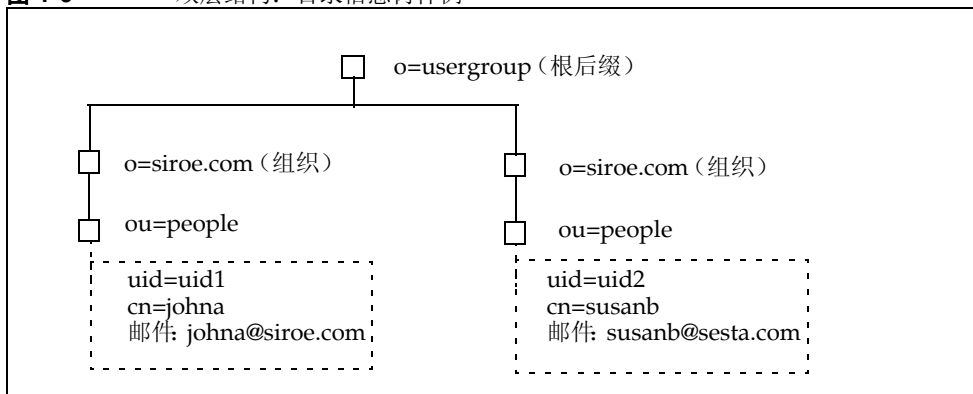 o=usergroup（根后缀）
o=siroe.com（组织）
o=siroe.com（组织）
ou=people
ou=people
uid=uid1
cn=johna
邮件: johna@siroe.com
uid=uid2
cn=susanb
邮件: susanb@sesta.com